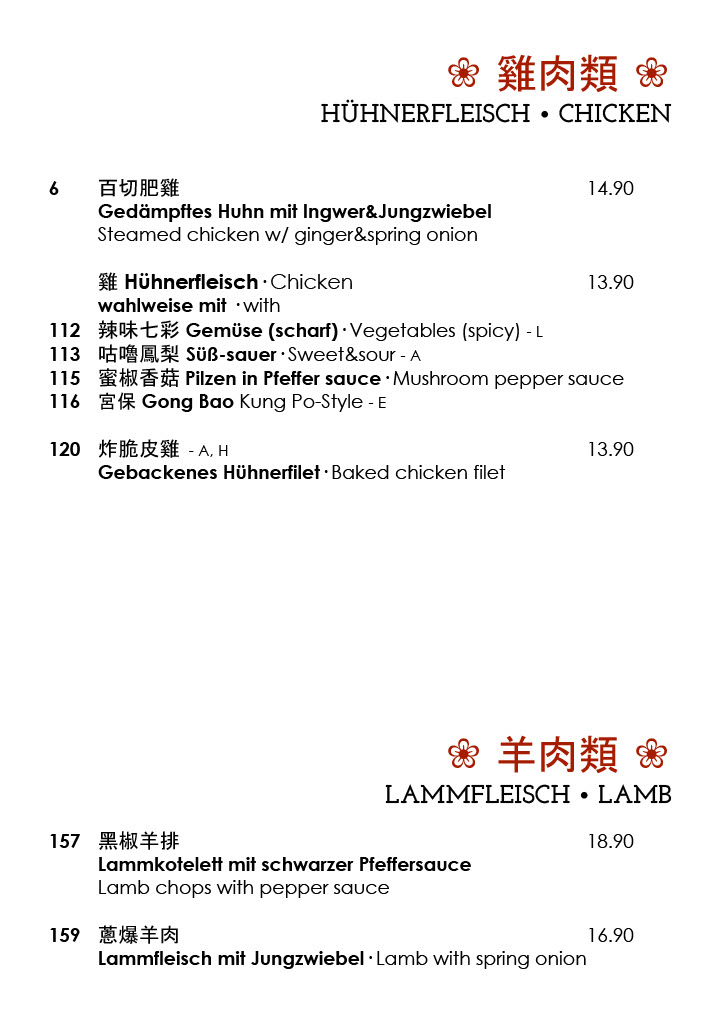 雞肉類
HÜHNERFLEISCH • CHICKEN
6 百切肥雞 14.90
Gedämpftes Huhn mit Ingwer&Jungzwiebel
Steamed chicken w/ ginger&spring onion
雞 Hühnerfleisch·Chicken 13.90
wahlweise mit ·with
112 辣味七彩 Gemüse (scharf)·Vegetables (spicy) - L
113 咕嚕鳳梨 Süß-sauer·Sweet&sour - A
115 蜜椒香菇 Pilzen in Pfeffer sauce·Mushroom pepper sauce
116 宮保 Gong Bao Kung Po-Style - E
120 炸脆皮雞 - A, H 13.90
Gebackenes Hühnerfilet·Baked chicken filet
羊肉類
LAMMFLEISCH • LAMB
157 黑椒羊排 18.90
Lammkotelett mit schwarzer Pfeffersauce
Lamb chops with pepper sauce
159 蔥爆羊肉 16.90
Lammfleisch mit Jungzwiebel·Lamb with spring onion